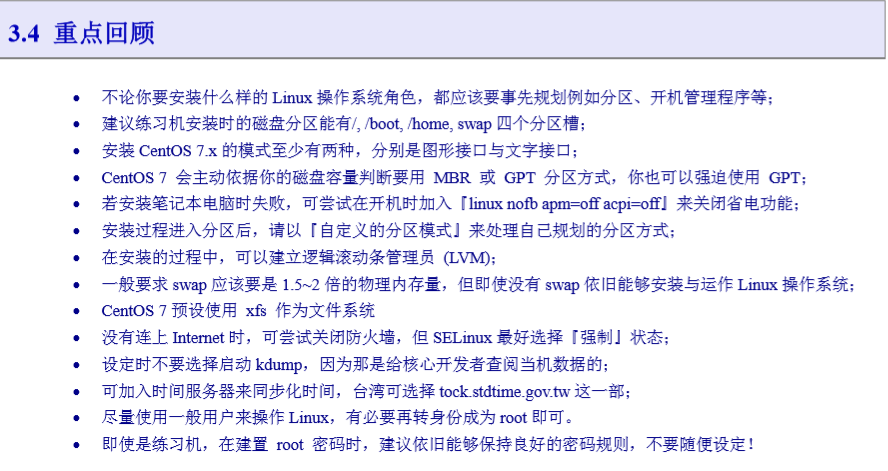 3.4 重点回顾
• 不论你要安装什么样的 Linux 操作系统角色，都应该要事先规划例如分区、开机管理程序等；
• 建议练习机安装时的磁盘分区能有/, /boot, /home, swap 四个分区槽；
• 安装 CentOS 7.x 的模式至少有两种，分别是图形接口与文字接口；
• CentOS 7 会主动依据你的磁盘容量判断要用 MBR 或 GPT 分区方式，你也可以强迫使用 GPT；
• 若安装笔记本电脑时失败，可尝试在开机时加入『linux nofb apm=off acpi=off』来关闭省电功能；
• 安装过程进入分区后，请以『自定义的分区模式』来处理自己规划的分区方式；
• 在安装的过程中，可以建立逻辑滚动条管理员 (LVM)；
• 一般要求 swap 应该要是 1.5~2 倍的物理内存量，但即使没有 swap 依旧能够安装与运作 Linux 操作系统；
• CentOS 7 预设使用 xfs 作为文件系统
• 没有连上 Internet 时，可尝试关闭防火墙，但 SELinux 最好选择『强制』状态；
• 设定时不要选择启动 kdump，因为那是给核心开发者查阅当机数据的；
• 可加入时间服务器来同步化时间，台湾可选择 tock.stdtime.gov.tw 这一部；
• 尽量使用一般用户来操作 Linux，有必要再转身份成为 root 即可。
• 即使是练习机，在建置 root 密码时，建议依旧能够保持良好的密码规则，不要随便设定！